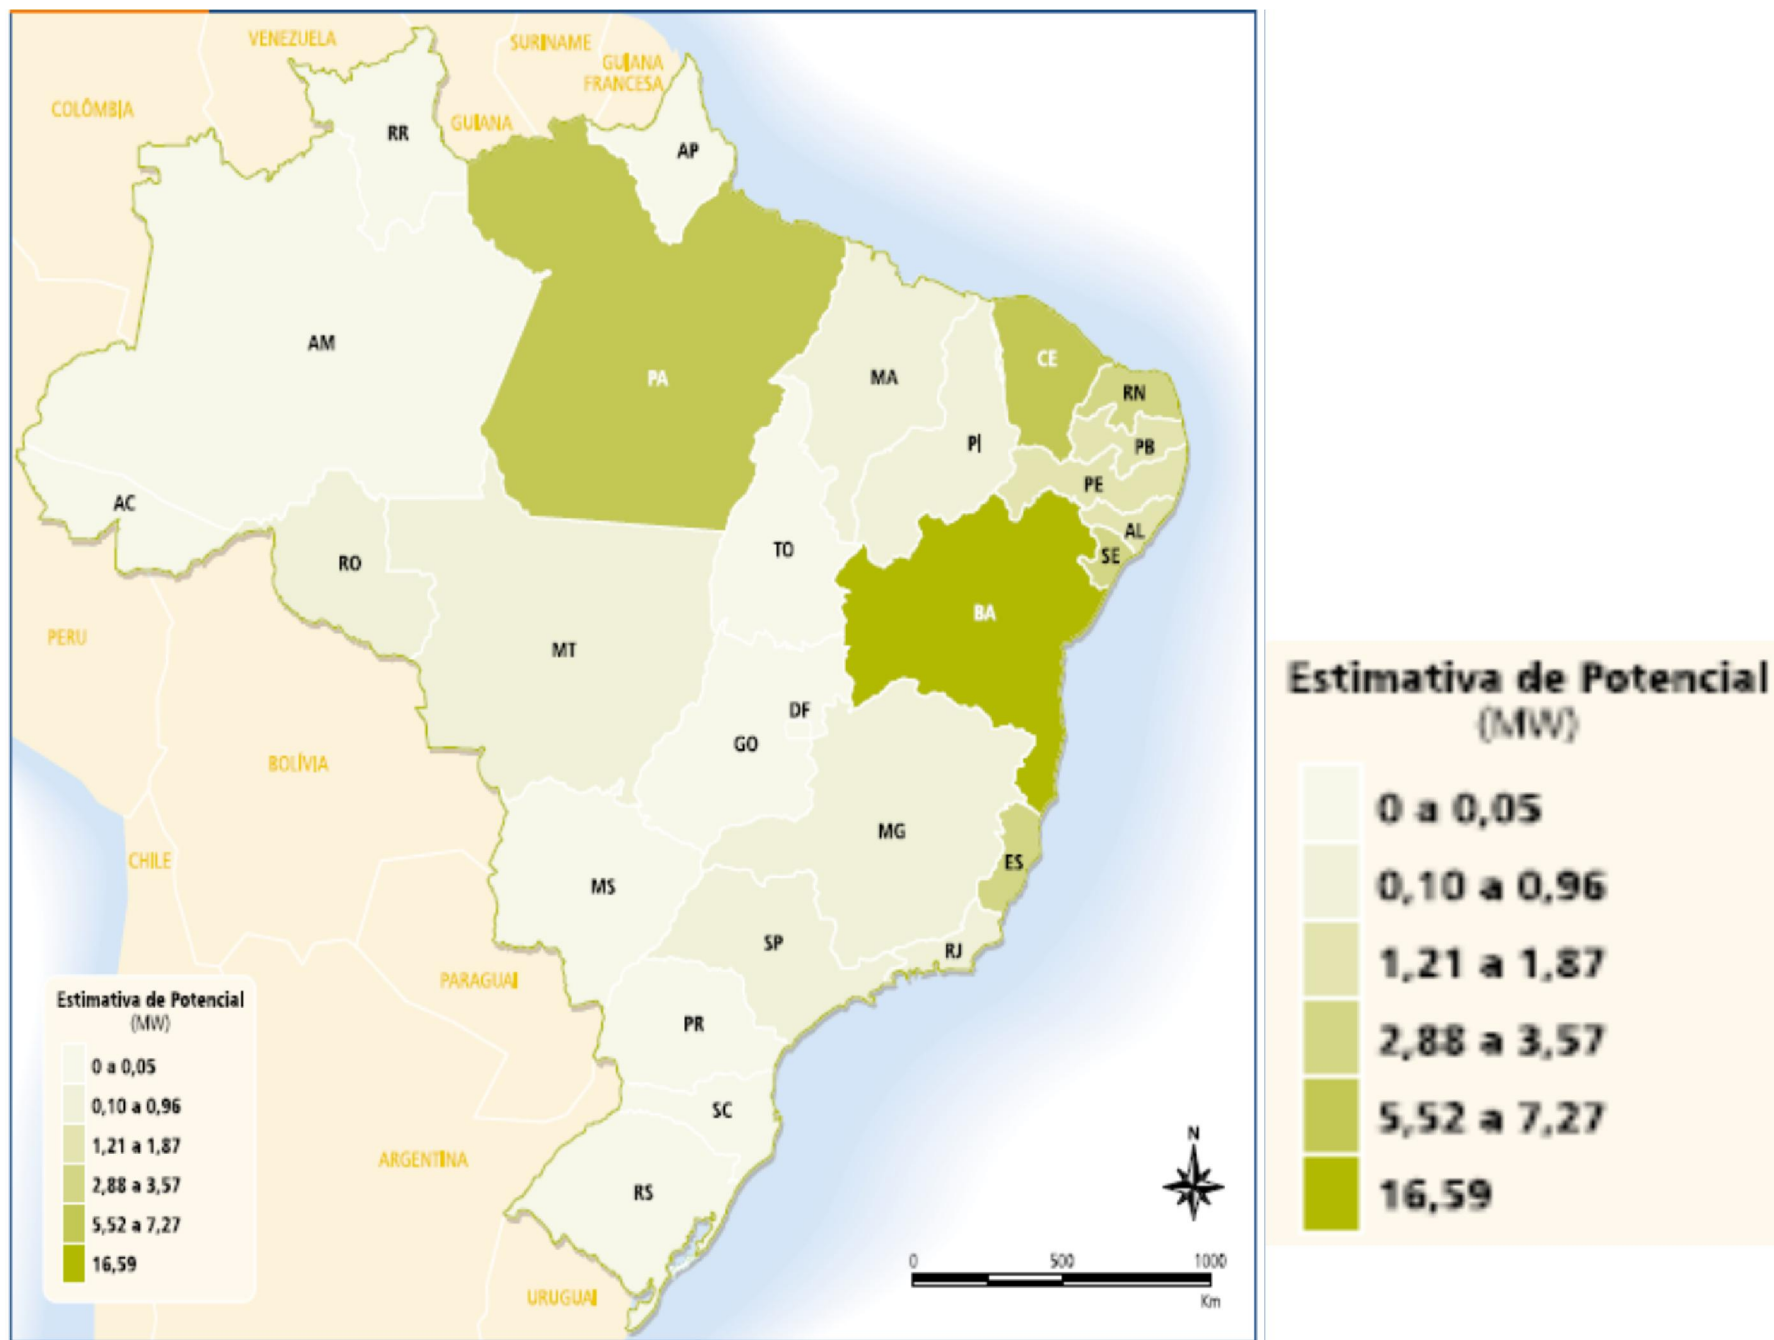 VENEZUELA
SURINAME
GUIANA
FRANCESA
COLÔMBIA
GUIANA
RR
AP
AM
PA
MA
CE
RN
PI
PB
PE
AC
AL
TO
SE
RO
BA
PERU
MT
DF
GO
BOLÍVIA
MG
CHILE
ES
MS
SP
RJ
PARAGUAI
PR
SC
ARGENTINA
RS
URUGUAI
Estimativa de Potencial
(MW)
0 a 0,05
0,10 a 0,96
1,21 a 1,87
2,88 a 3,57
5,52 a 7,27
16,59
N
0 500 1000
Km
Estimativa de Potencial
(MW)
0 a 0,05
0,10 a 0,96
1,21 a 1,87
2,88 a 3,57
5,52 a 7,27
16,59